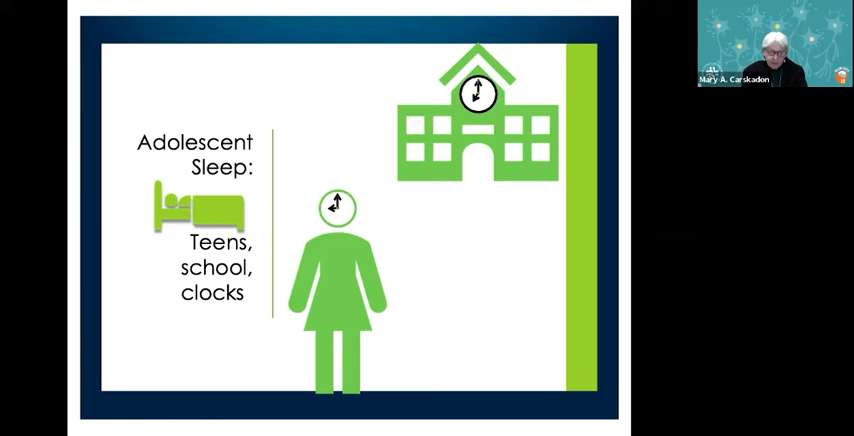 Adolescent
Sleep:
Teens,
school,
clocks
Mary A. Carskadon